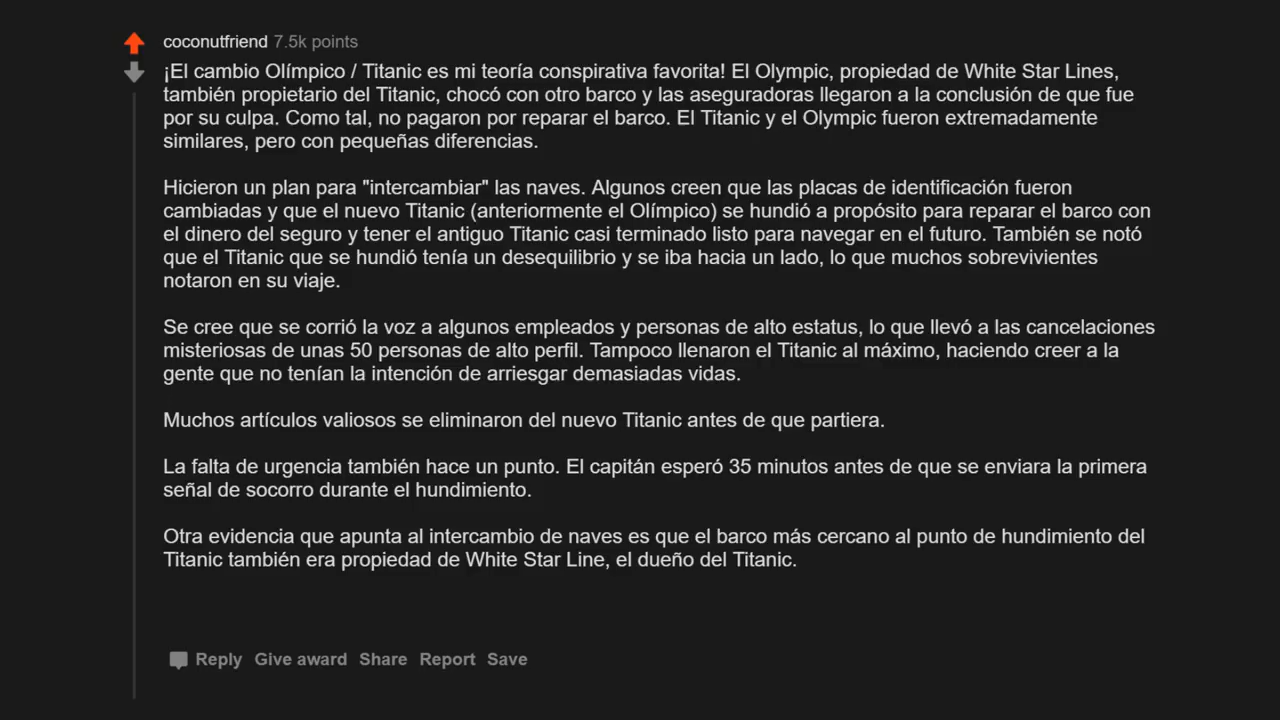 coconutfriend 7.5k points
¡El cambio Olímpico / Titanic es mi teoría conspirativa favorita! El Olympic, propiedad de White Star Lines,
también propietario del Titanic, chocó con otro barco y las aseguradoras llegaron a la conclusión de que fue
por su culpa. Como tal, no pagaron por reparar el barco. El Titanic y el Olympic fueron extremadamente
similares, pero con pequeñas diferencias.
Hicieron un plan para "intercambiar" las naves. Algunos creen que las placas de identificación fueron
cambiadas y que el nuevo Titanic (anteriormente el Olímpico) se hundió a propósito para reparar el barco con
el dinero del seguro y tener el antiguo Titanic casi terminado listo para navegar en el futuro. También se notó
que el Titanic que se hundió tenía un desequilibrio y se iba hacia un lado, lo que muchos sobrevivientes
notaron en su viaje.
Se cree que se corrió la voz a algunos empleados y personas de alto estatus, lo que llevó a las cancelaciones
misteriosas de unas 50 personas de alto perfil. Tampoco llenaron el Titanic al máximo, haciendo creer a la
gente que no tenían la intención de arriesgar demasiadas vidas.
Muchos artículos valiosos se eliminaron del nuevo Titanic antes de que partiera.
La falta de urgencia también hace un punto. El capitán esperó 35 minutos antes de que se enviara la primera
señal de socorro durante el hundimiento.
Otra evidencia que apunta al intercambio de naves es que el barco más cercano al punto de hundimiento del
Titanic también era propiedad de White Star Line, el dueño del Titanic.
Reply Give award Share Report Save